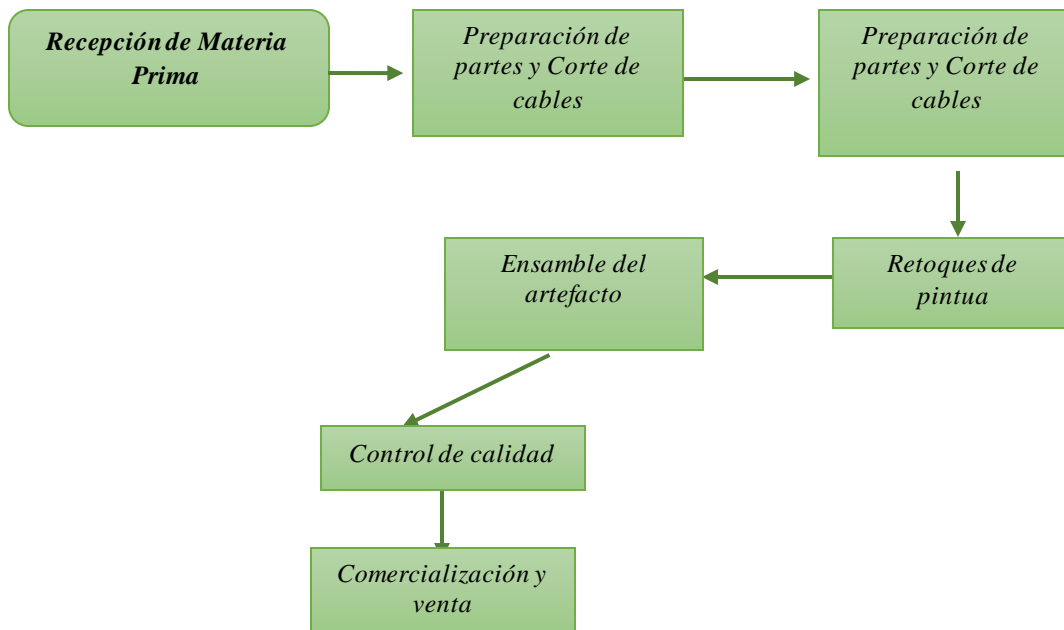 Recepción de Materia
Prima
Preparación de
partes y Corte de
cables
Preparación de
partes y Corte de
cables
Retoques de
pintua
Ensamble del
artefacto
Control de calidad
Comercialización y
venta